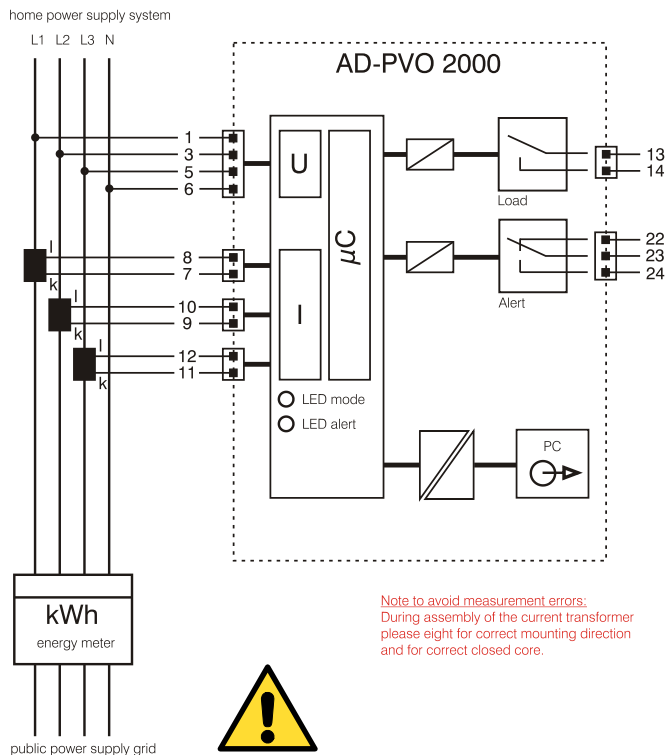 home power supply system
L1 L2 L3 N
AD-PVO 2000
1
3
5
6
U
µC
Load
13
14
l
k
8
7
l
k
10
9
l
k
12
11
I
Alert
22
23
24
LED mode
LED alert
PC
kWh
energy meter
Note to avoid measurement errors:
During assembly of the current transformer
please eight for correct mounting direction
and for correct closed core.
!
public power supply grid